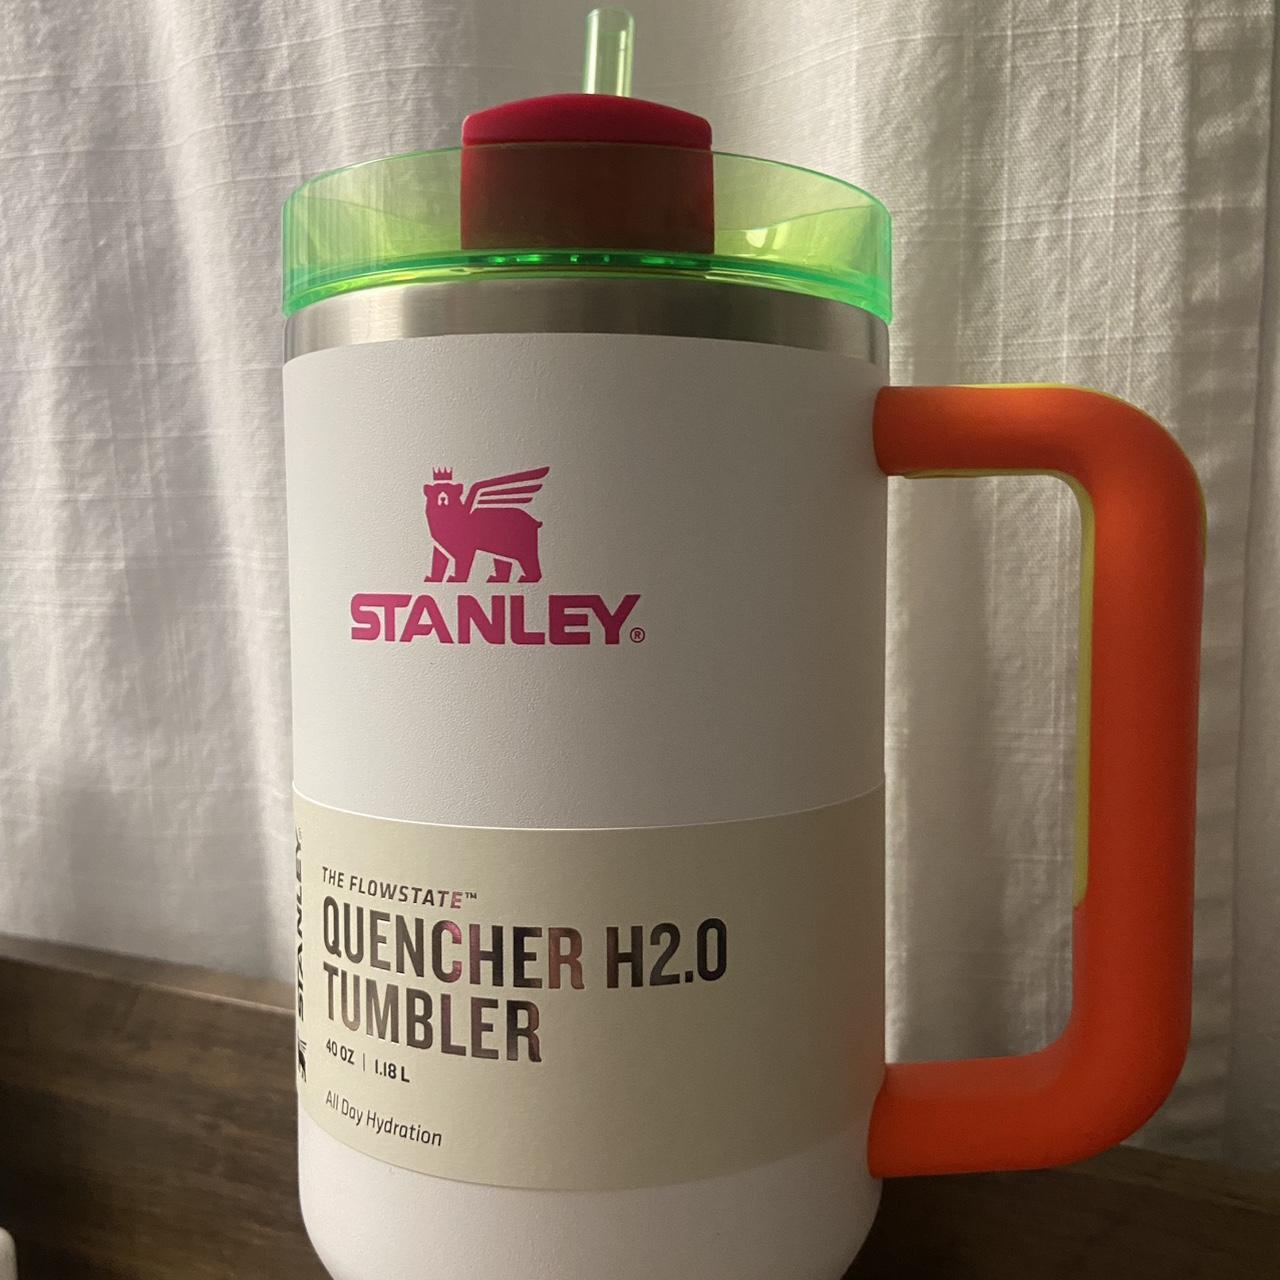 STANLEY®
THE FLOWSTATE™
QUENCHER H2.0
TUMBLER
40 OZ | 1.18 L
All Day Hydration
STANLEY®